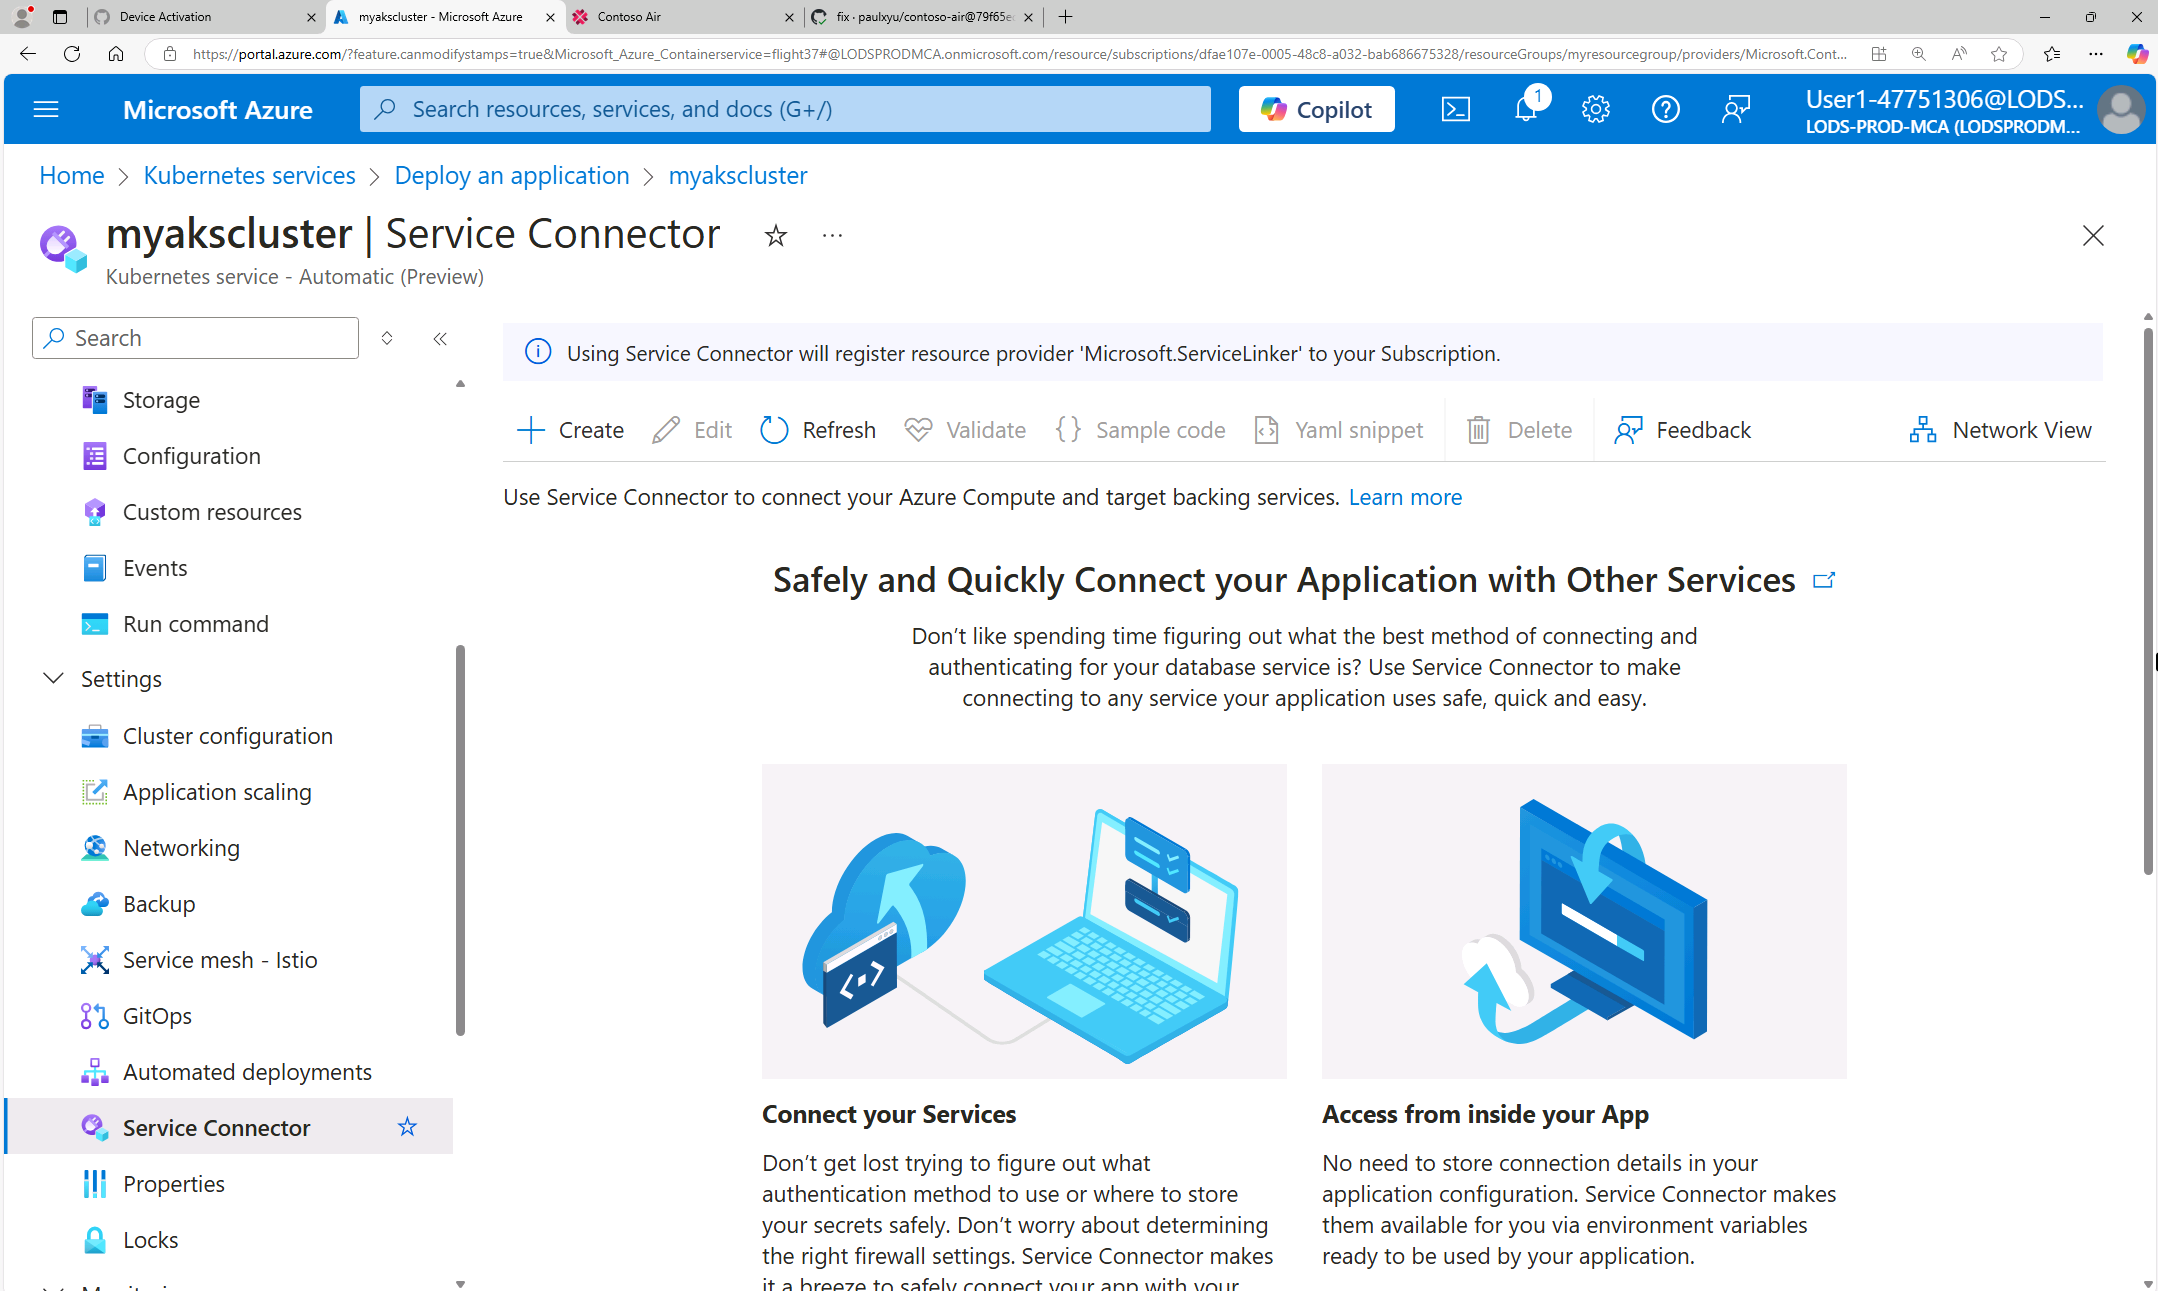 Device Activation
myakscluster - Microsoft Azure
Contoso Air
fix · paulxyu/contoso-air@79f65e
https://portal.azure.com/?feature.canmodifystamps=true&Microsoft_Azure_Containerservice=flight37#@LODSPRODMCA.onmicrosoft.com/resource/subscriptions/dfae107e-0005-48c8-a032-bab686675328/resourceGroups/myresourcegroup/providers/Microsoft.Cont...
Microsoft Azure
Search resources, services, and docs (G+/)
Copilot
1
User1-47751306@LODS...
LODS-PROD-MCA (LODSPRODM...
Home > Kubernetes services > Deploy an application > myakscluster
myakscluster | Service Connector
Kubernetes service - Automatic (Preview)
Search
Storage
Configuration
Custom resources
Events
Run command
Settings
Cluster configuration
Application scaling
Networking
Backup
Service mesh - Istio
GitOps
Automated deployments
Service Connector
Properties
Locks
Using Service Connector will register resource provider 'Microsoft.ServiceLinker' to your Subscription.
Create
Edit
Refresh
Validate
Sample code
Yaml snippet
Delete
Feedback
Network View
Use Service Connector to connect your Azure Compute and target backing services. Learn more
Safely and Quickly Connect your Application with Other Services
Don’t like spending time figuring out what the best method of connecting and
authenticating for your database service is? Use Service Connector to make
connecting to any service your application uses safe, quick and easy.
Connect your Services
Don’t get lost trying to figure out what
authentication method to use or where to store
your secrets safely. Don’t worry about determining
the right firewall settings. Service Connector makes
it a breeze to safely connect your app with your
Access from inside your App
No need to store connection details in your
application configuration. Service Connector makes
them available for you via environment variables
ready to be used by your application.